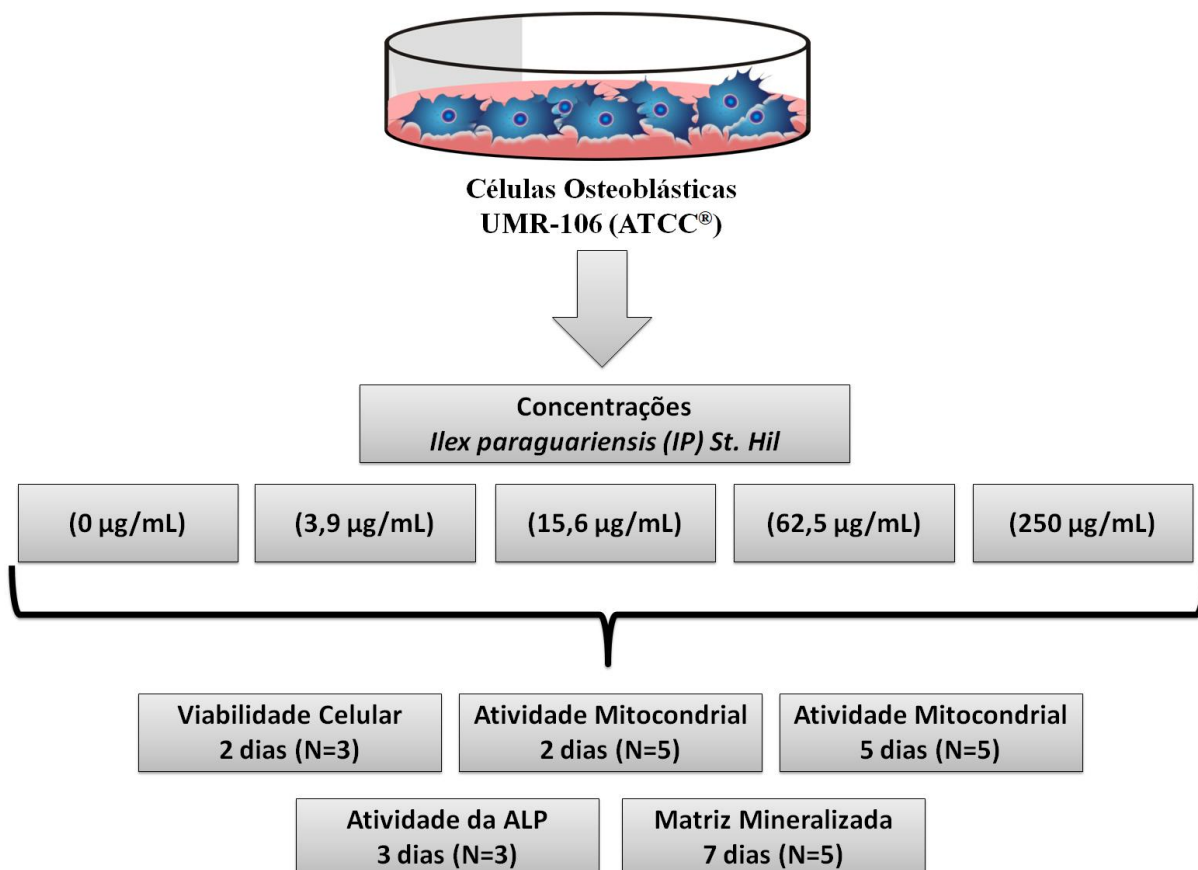 Células Osteoblásticas
UMR-106 (ATCC®)
Concentrações
Ilex paraguariensis (IP) St. Hil
(0 µg/mL)
(3,9 µg/mL)
(15,6 µg/mL)
(62,5 µg/mL)
(250 µg/mL)
Viabilidade Celular
2 dias (N=3)
Atividade Mitocondrial
2 dias (N=5)
Atividade Mitocondrial
5 dias (N=5)
Atividade da ALP
3 dias (N=3)
Matriz Mineralizada
7 dias (N=5)